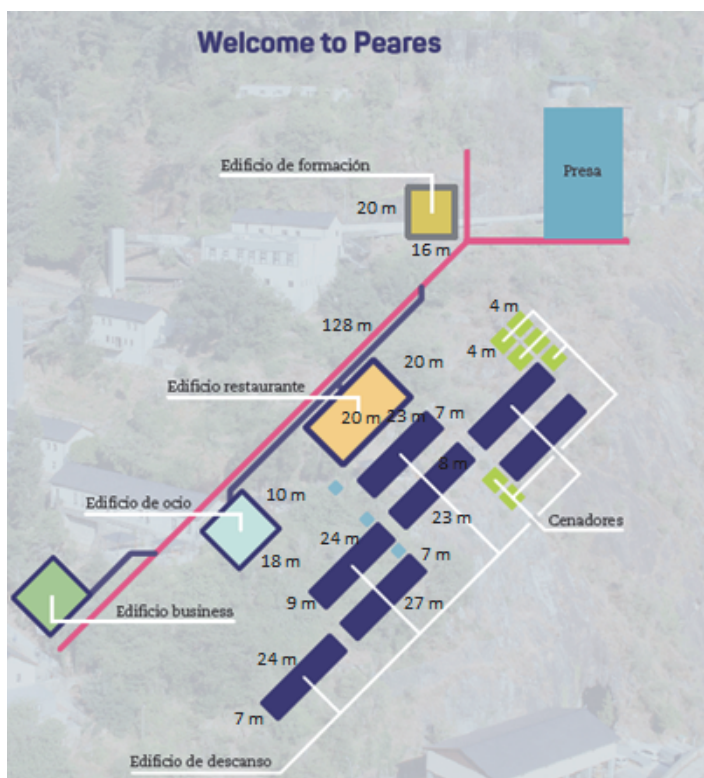 Welcome to Peares
Edificio de formación
Presa
20 m
16 m
4 m
128 m
4 m
20 m
Edificio restaurante
20 m
23 m
7 m
8 m
10 m
Edificio de ocio
23 m
Cenadores
24 m
7 m
18 m
9 m
27 m
Edificio business
24 m
7 m
Edificio de descanso